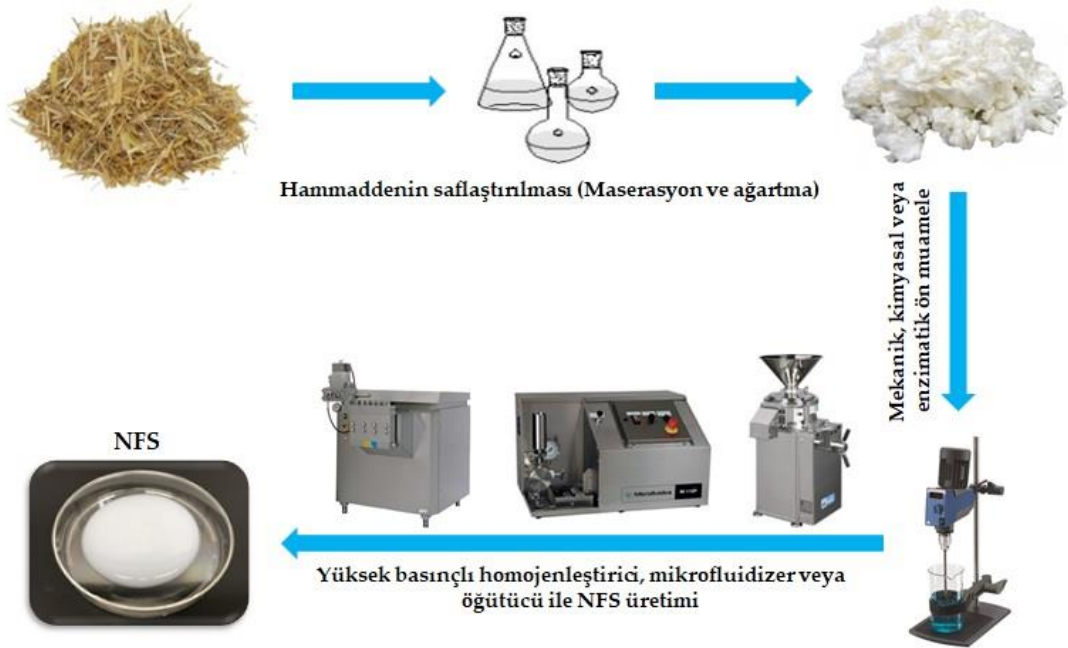 Hammaddenin saflaştırılması (Maserasyon ve ağartma)
Mekanik, kimyasal veya
enzimatik ön muamele
NFS
Yüksek basınçlı homojenleştirici, mikrofluidizer veya
öğütücü ile NFS üretimi